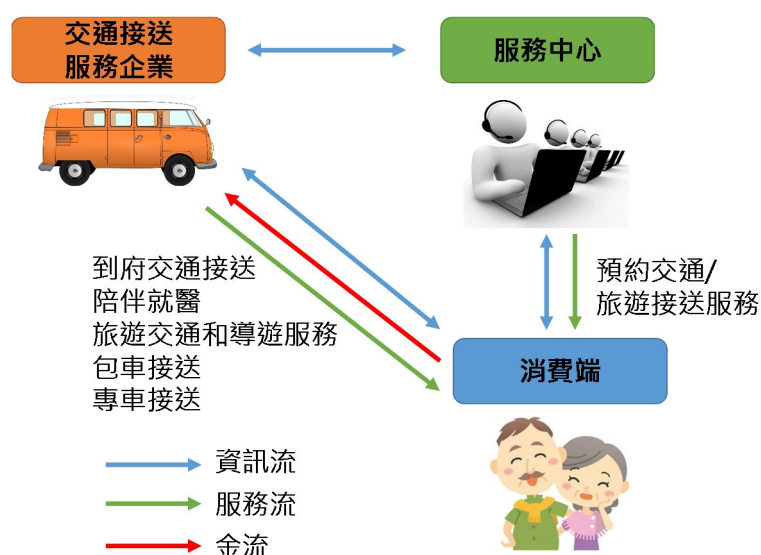 交通接送
服務企業
服務中心
到府交通接送
陪伴就醫
旅遊交通和導遊服務
包車接送
專車接送
預約交通/
旅遊接送服務
消費端
資訊流
服務流
金流